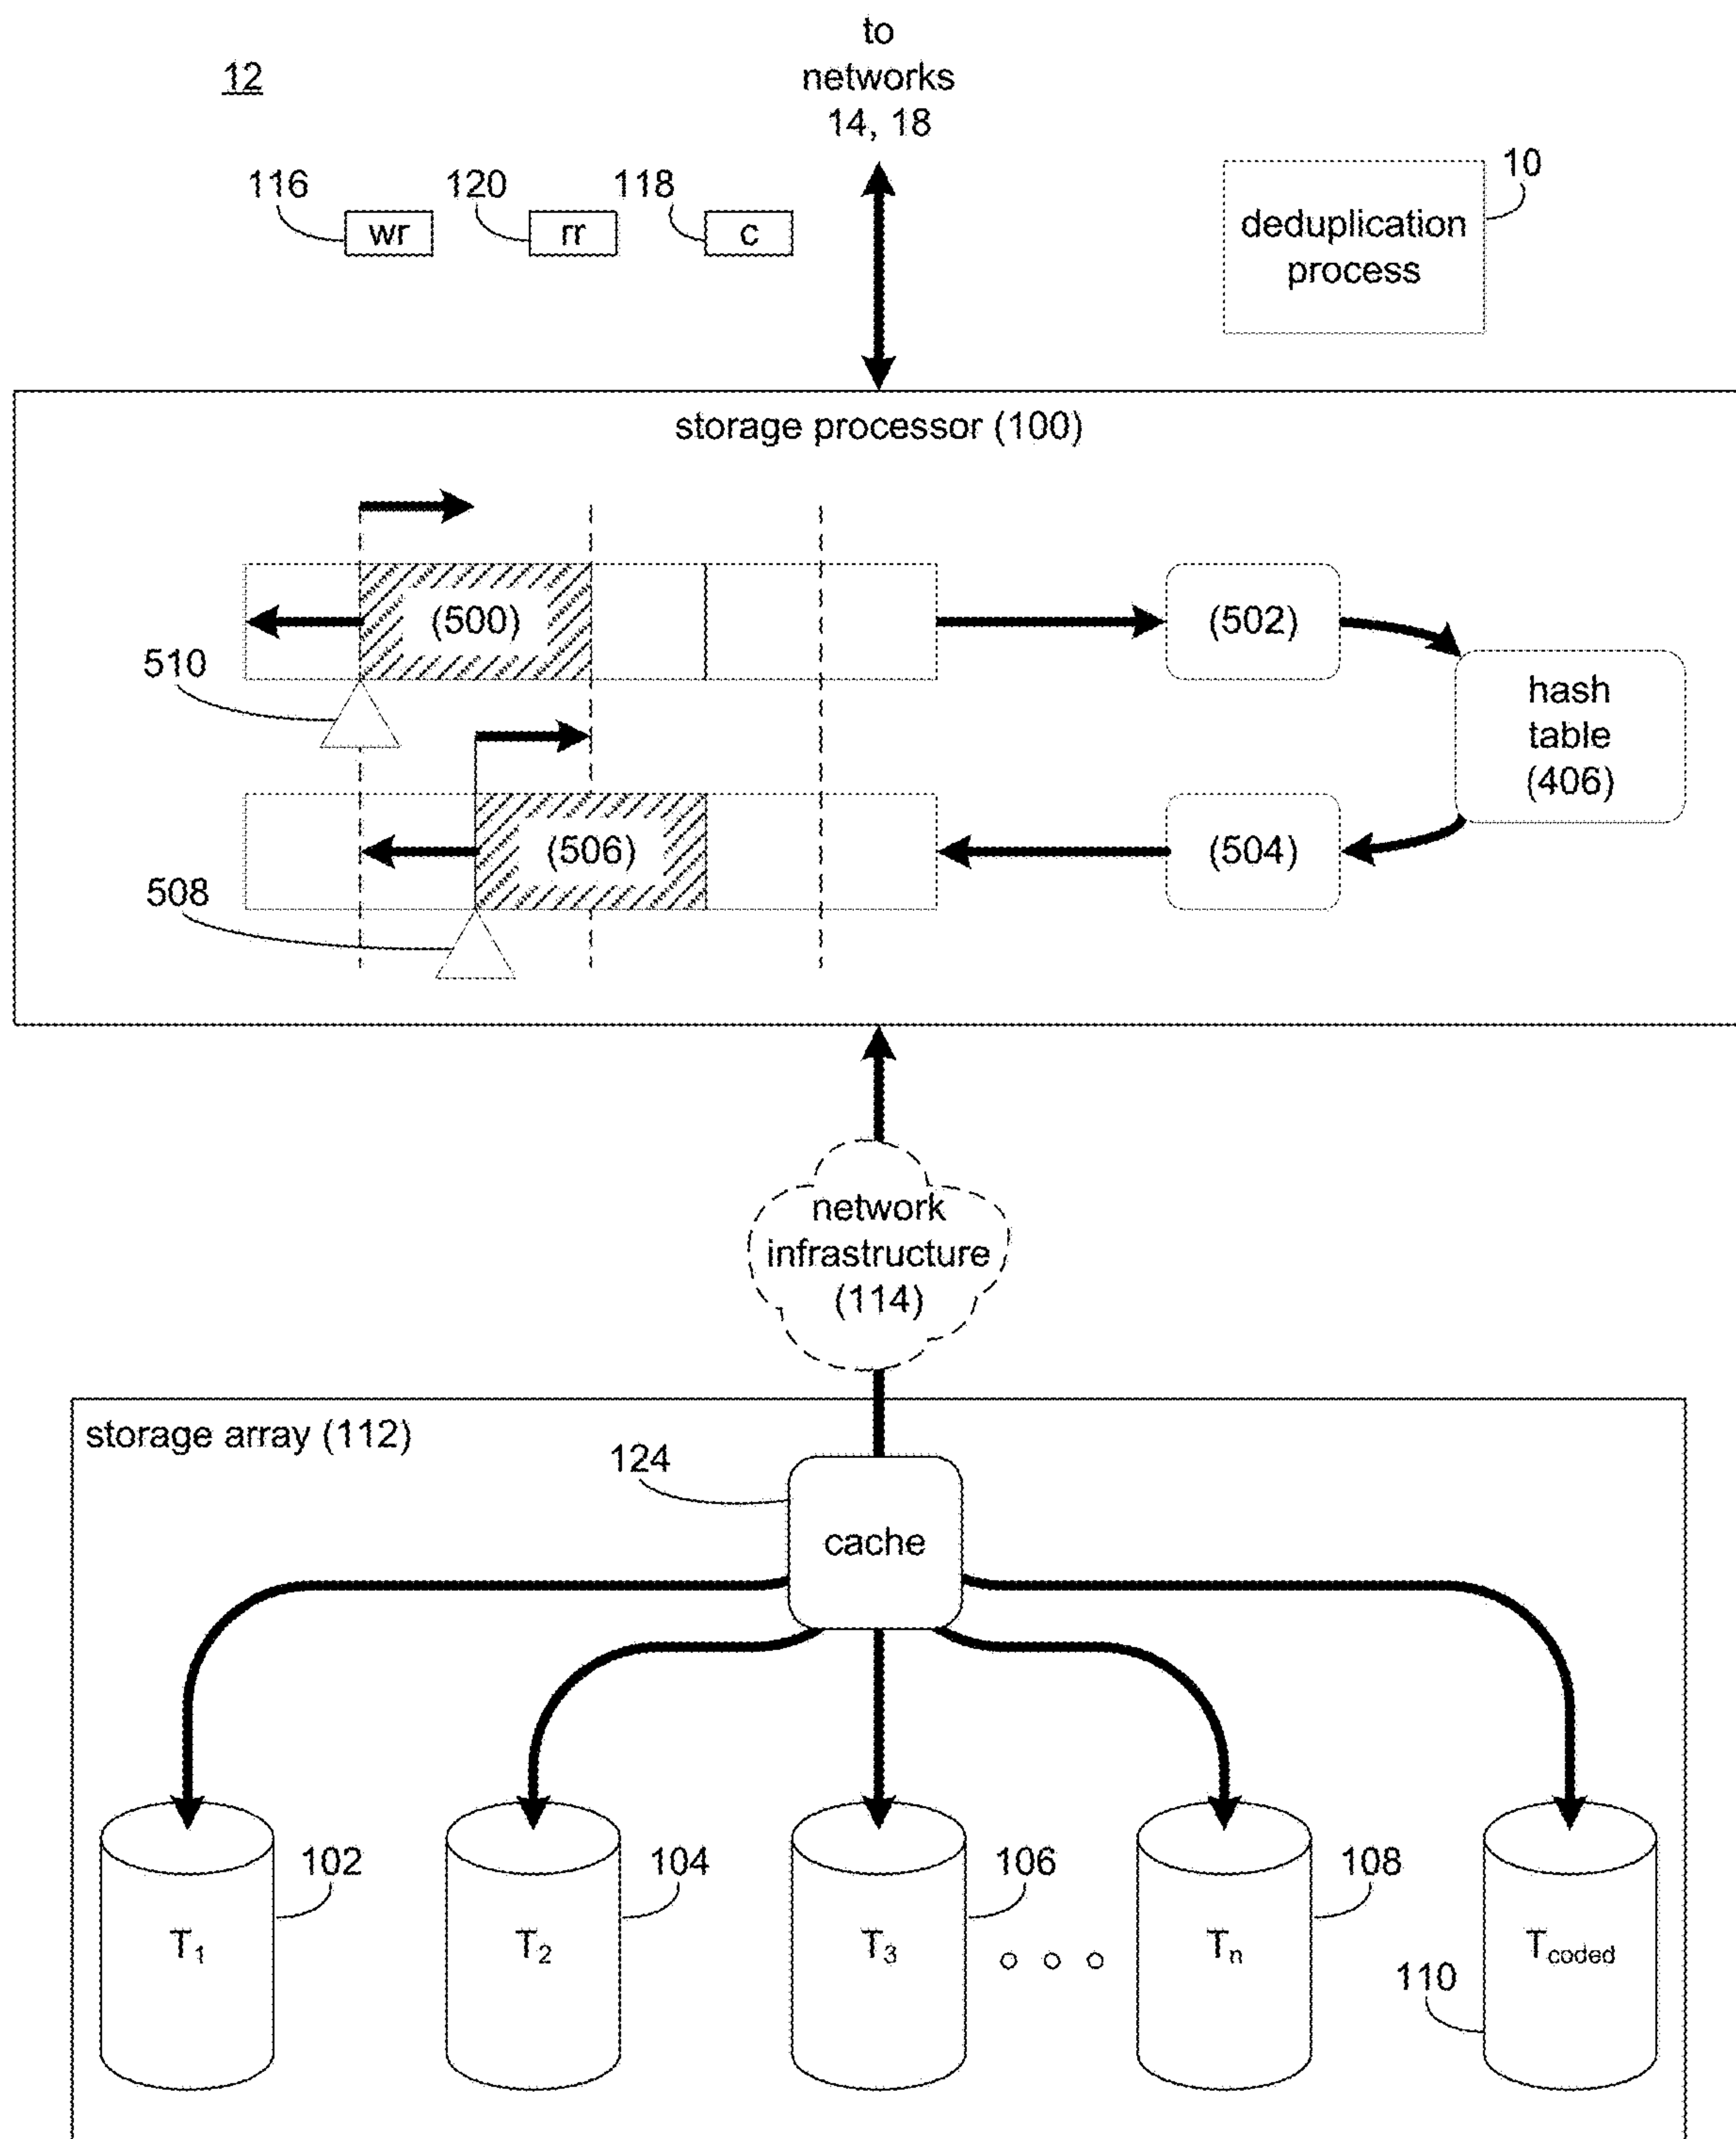 to
networks
14, 18
12
116
120
118
10
wr
rr
c
deduplication
process
storage processor (100)
(500)
(502)
510
hash
table
(406)
(506)
(504)
508
network
infrastructure
(114)
storage array (112)
124
cache
102
104
106
108
T1
T2
T3
Tn
Tcoded
110